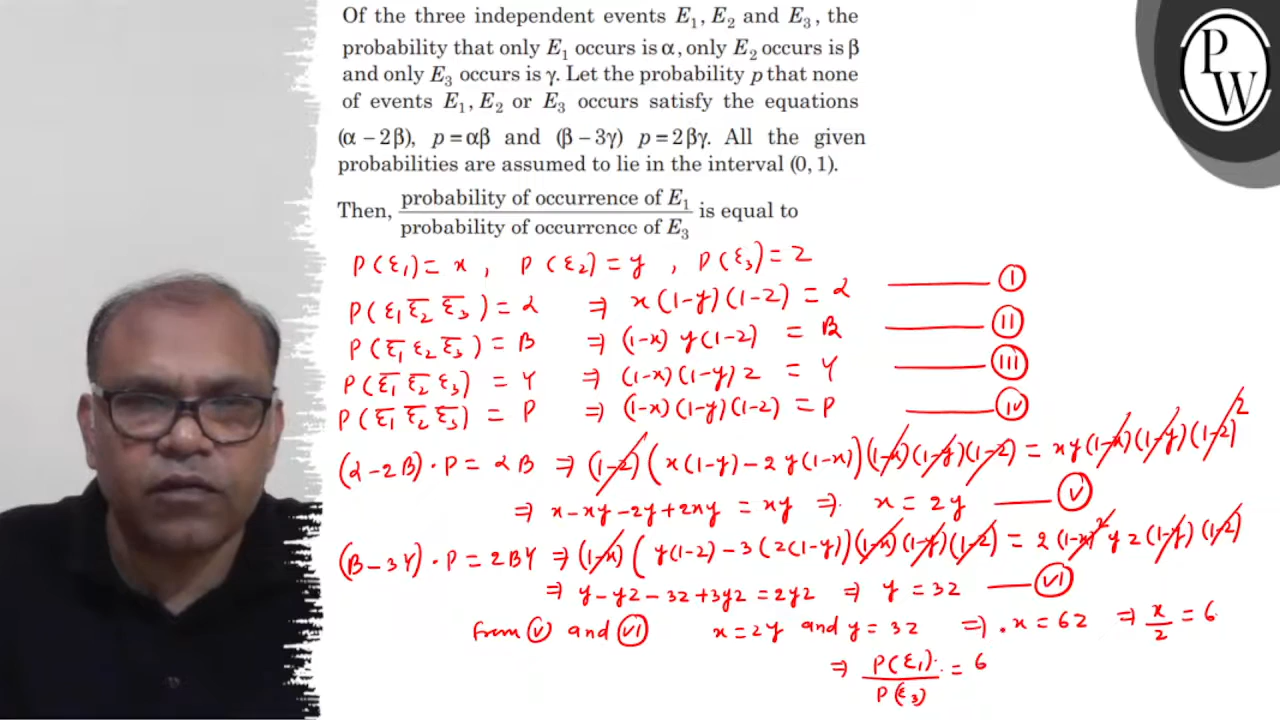 Of the three independent events E₁, E₂ and E₃, the
probability that only E₁ occurs is α, only E₂ occurs is β
and only E₃ occurs is γ. Let the probability p that none
of events E₁, E₂ or E₃ occurs satisfy the equations
(α – 2β), p = αβ and (β – 3γ) p = 2βγ. All the given
probabilities are assumed to lie in the interval (0, 1).
Then, probability of occurrence of E₁ / probability of occurrence of E₃ is equal to
PW
P(E₁) = x , P(E₂) = y , P(E₃) = z
P(E₁ E̅₂ E̅₃) = α ⇒ x(1-y)(1-z) = α ——— I
P(E̅₁ E₂ E̅₃) = β ⇒ (1-x) y (1-z) = β ——— II
P(E̅₁ E̅₂ E₃) = γ ⇒ (1-x)(1-y) z = γ ——— III
P(E̅₁ E̅₂ E̅₃) = P ⇒ (1-x)(1-y)(1-z) = P ——— IV
(α-2β)·P = αβ ⇒ (1-z)(x(1-y)-2y(1-x))(1-x)(1-y)(1-z) = xy(1-x)(1-y)(1-z)²
⇒ x-xy-2y+2xy = xy ⇒ x = 2y ——— V
(β-3γ)·P = 2βγ ⇒ (1-x)(y(1-z)-3(z(1-y))(1-x)(1-y)(1-z) = 2(1-x)²yz(1-y)(1-z)
⇒ y-yz-3z+3yz = 2yz ⇒ y = 3z ——— VI
from V and VI x = 2y and y = 3z ⇒ x = 6z ⇒ x/z = 6
⇒ P(E₁)/P(E₃) = 6